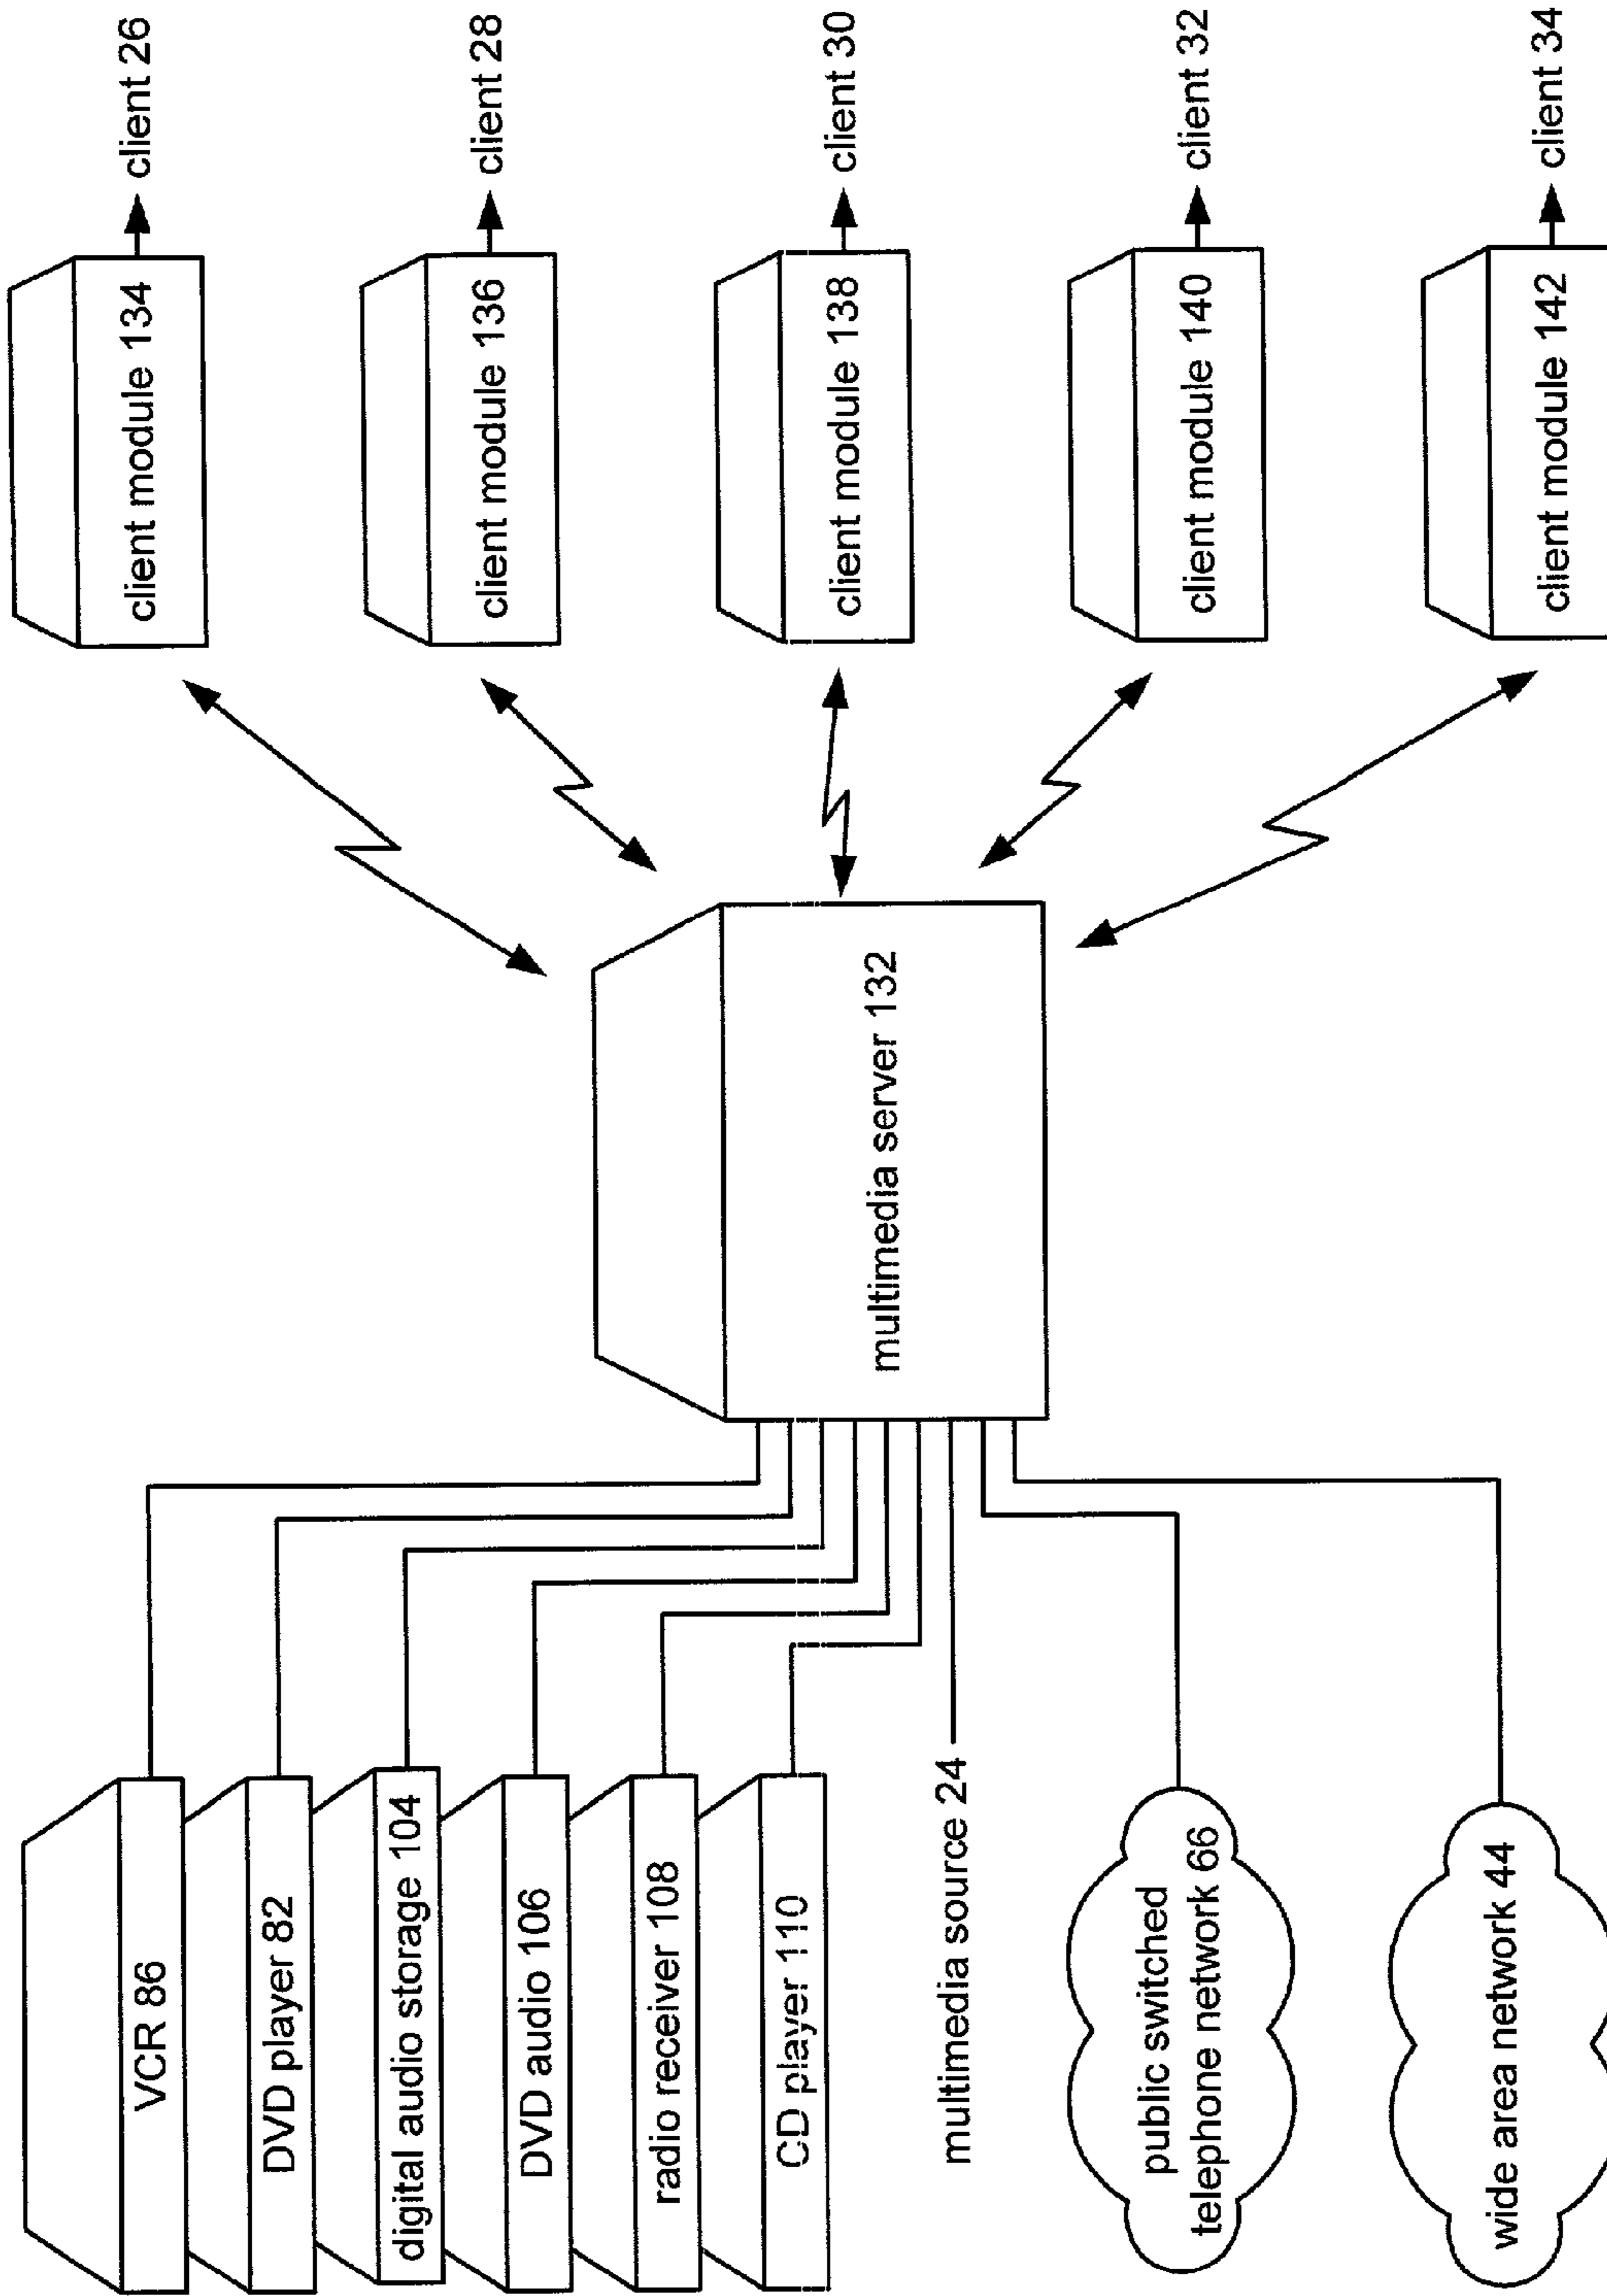 VCR 86
DVD player 82
digital audio storage 104
DVD audio 106
radio receiver 108
CD player 110
multimedia source 24
public switched
telephone network 66
wide area network 44
multimedia server 132
client module 134
client 26
client module 136
client 28
client module 138
client 30
client module 140
client 32
client module 142
client 34